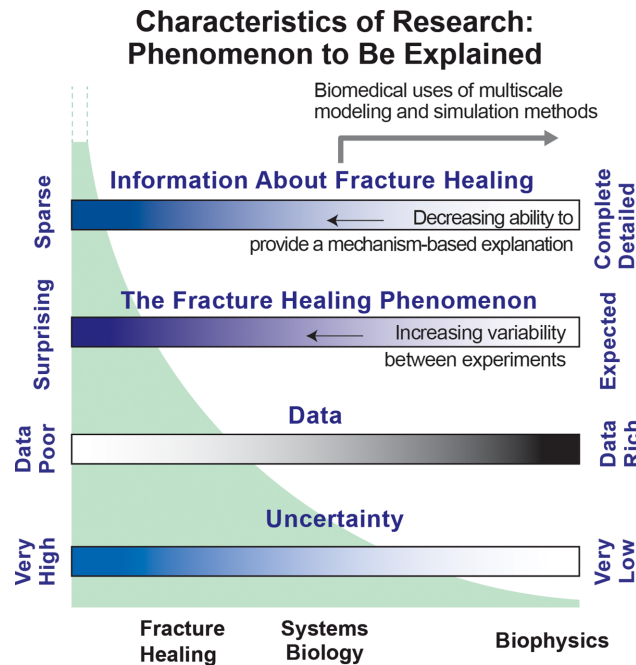 Characteristics of Research:
Phenomenon to Be Explained
Biomedical uses of multiscale
modeling and simulation methods
Information About Fracture Healing
Sparse
Decreasing ability to
provide a mechanism-based explanation
Complete
Detailed
The Fracture Healing Phenomenon
Surprising
Increasing variability
between experiments
Expected
Data
Data
Poor
Data
Rich
Uncertainty
Very
High
Very
Low
Fracture
Healing
Systems
Biology
Biophysics